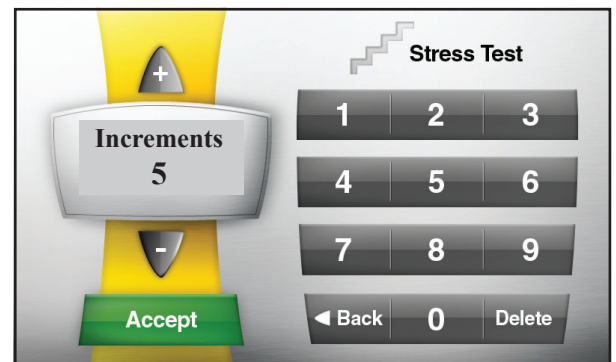 +
Stress Test
Increments
5
-
1 2 3
4 5 6
7 8 9
Accept
◄ Back 0 Delete